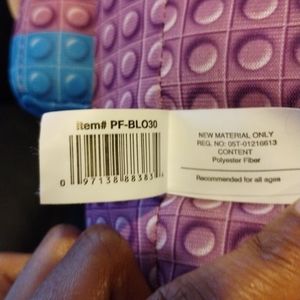 Item# PF-BLO30
0 97138 88383
NEW MATERIAL ONLY
REG. NO: 05T-01216613
CONTENT
Polyester Fiber
Recommended for all ages